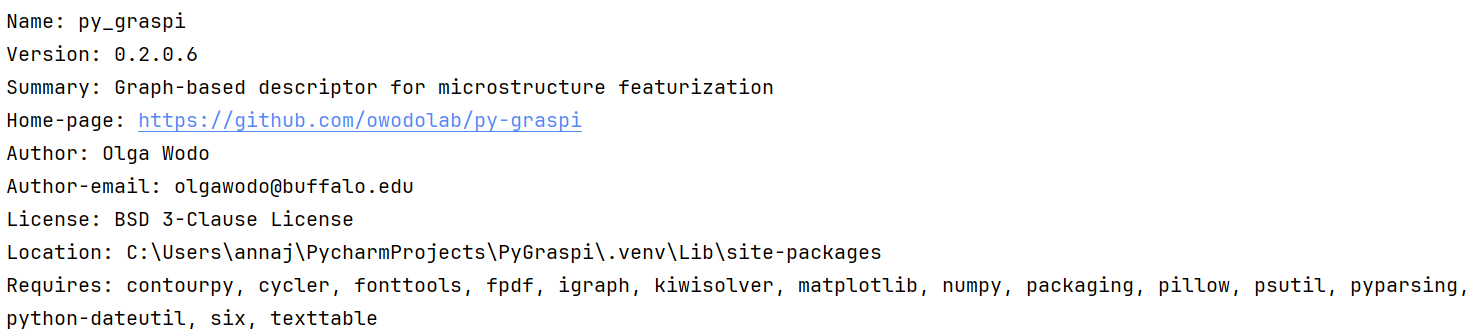 Name: py_graspi
Version: 0.2.0.6
Summary: Graph-based descriptor for microstructure featurization
Home-page: https://github.com/owodolab/py-graspi
Author: Olga Wodo
Author-email: olgawodo@buffalo.edu
License: BSD 3-Clause License
Location: C:\Users\annaj\PycharmProjects\PyGraspi\.venv\Lib\site-packages
Requires: contourpy, cycler, fonttools, fpdf, igraph, kiwisolver, matplotlib, numpy, packaging, pillow, psutil, pyparsing,
python-dateutil, six, texttable